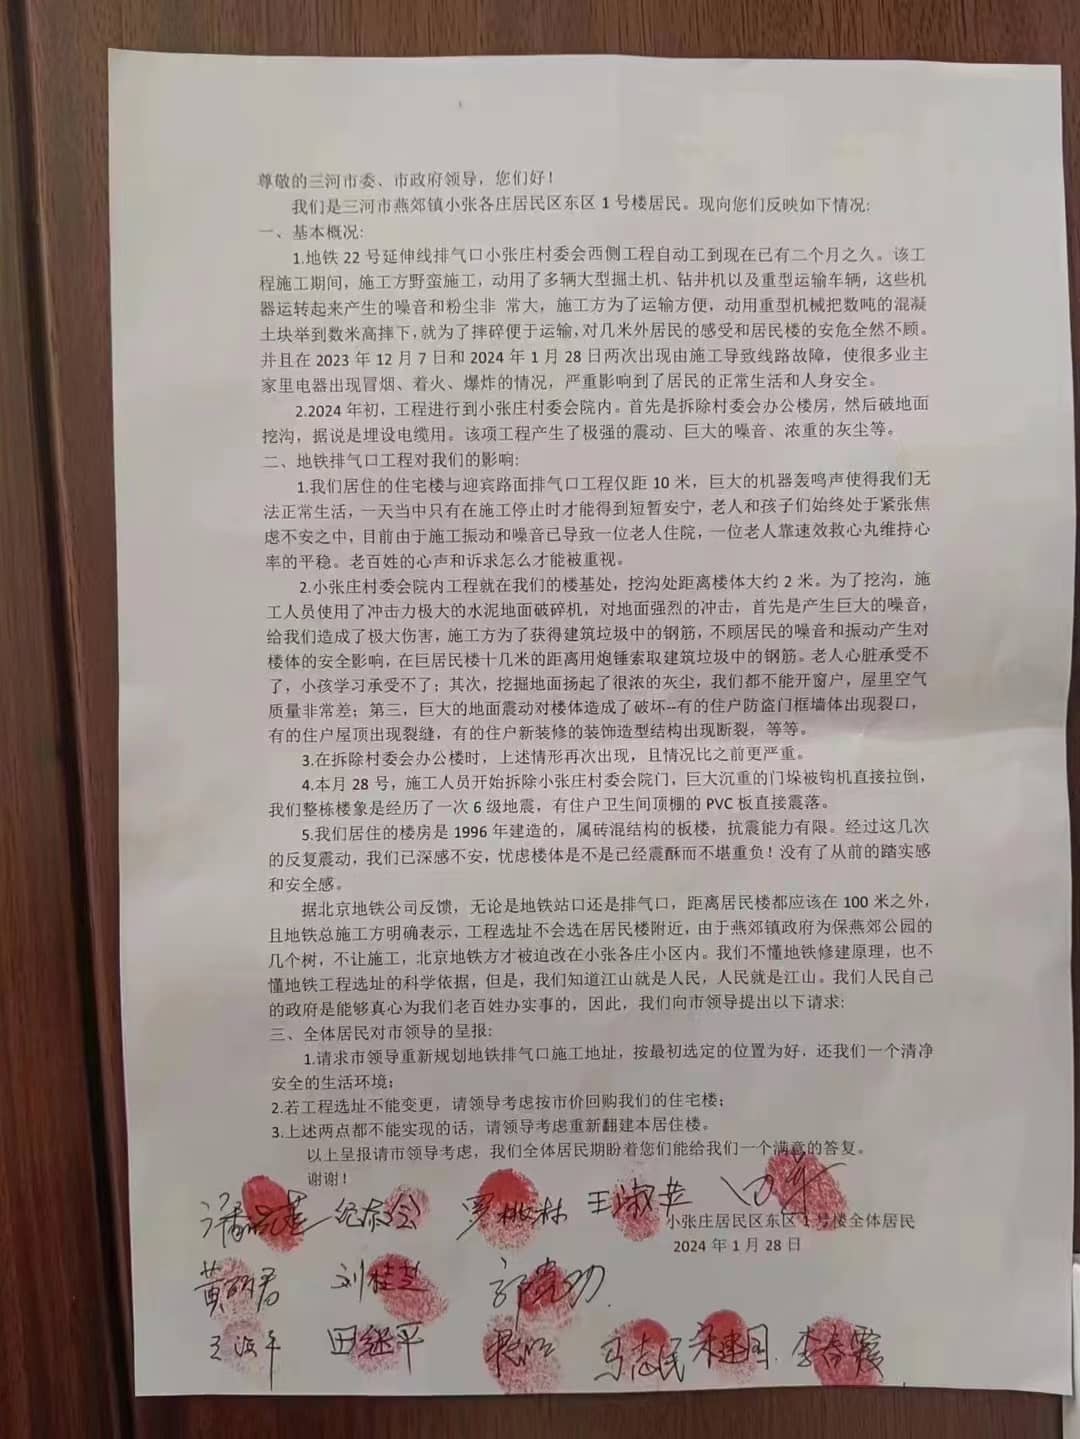 尊敬的三河市委、市政府领导，您们好！
我们是三河市燕郊镇小张各庄居民区东区1号楼居民。现向您们反映如下情况:
一、基本概况:
1.地铁22号延伸线排气口小张庄村委会西侧工程自动工到现在已有二个月之久。该工
程施工期间，施工方野蛮施工，动用了多辆大型掘土机、钻井机以及重型运输车辆，这些机
器运转起来产生的噪音和粉尘非 常大，施工方为了运输方便，动用重型机械把数吨的混凝
土块举到数米高摔下,就为了摔碎便于运输,对几米外居民的感受和居民楼的安危全然不顾。
并且在2023年12月7日和2024年1月28日两次出现由施工导致线路故障，使很多业主
家里电器出现冒烟、着火、爆炸的情况，严重影响到了居民的正常生活和人身安全。
2.2024年初，工程进行到小张庄村委会院内。首先是拆除村委会办公楼房，然后破地面
挖沟，据说是埋设电缆用。该项工程产生了极强的震动、巨大的噪音、浓重的灰尘等。
二、地铁排气口工程对我们的影响:
1.我们居住的住宅楼与迎宾路面排气口工程仅距10米，巨大的机器轰鸣声使得我们无
法正常生活，一天当中只有在施工停止时才能得到短暂安宁，老人和孩子们始终处于紧张焦
虑不安之中，目前由于施工振动和噪音已导致一位老人住院，一位老人靠速效救心丸维持心
率的平稳。老百姓的心声和诉求怎么才能被重视。
2.小张庄村委会院内工程就在我们的楼基处，挖沟处距离楼体大约2米。为了挖沟，施
工人员使用了冲击力极大的水泥地面破碎机，对地面强烈的冲击，首先是产生巨大的噪音，
给我们造成了极大伤害，施工方为了获得建筑垃圾中的钢筋，不顾居民的噪音和振动产生对
楼体的安全影响，在巨居民楼十几米的距离用炮锤索取建筑垃圾中的钢筋。老人心脏承受不
了，小孩学习承受不了；其次，挖掘地面扬起了很浓的灰尘，我们都不能开窗户，屋里空气
质量非常差；第三，巨大的地面震动对楼体造成了破坏--有的住户防盗门框墙体出现裂口，
有的住户屋顶出现裂缝，有的住户新装修的装饰造型结构出现断裂，等等。
3.在拆除村委会办公楼时，上述情形再次出现，且情况比之前更严重。
4.本月28号，施工人员开始拆除小张庄村委会院门，巨大沉重的门垛被钩机直接拉倒，
我们整栋楼象是经历了一次6级地震，有住户卫生间顶棚的PVC板直接震落。
5.我们居住的楼房是1996年建造的，属砖混结构的板楼，抗震能力有限。经过这几次
的反复震动，我们已深感不安，忧虑楼体是不是已经震酥而不堪重负！没有了从前的踏实感
和安全感。
据北京地铁公司反馈，无论是地铁站口还是排气口，距离居民楼都应该在100米之外，
且地铁总施工方明确表示，工程选址不会选在居民楼附近，由于燕郊镇政府为保燕郊公园的
几个树，不让施工，北京地铁方才被迫改在小张各庄小区内。我们不懂地铁修建原理，也不
懂地铁工程选址的科学依据，但是，我们知道江山就是人民，人民就是江山。我们人民自己
的政府是能够真心为我们老百姓办实事的，因此，我们向市领导提出以下请求:
三、全体居民对市领导的呈报:
1.请求市领导重新规划地铁排气口施工地址，按最初选定的位置为好，还我们一个清净
安全的生活环境；
2.若工程选址不能变更，请领导考虑按市价回购我们的住宅楼；
3.上述两点都不能实现的话，请领导考虑重新翻建本居住楼。
以上呈报请市领导考虑，我们全体居民期盼着您们能给我们一个满意的答复。
谢谢！
罗桃林 王淑英 田军
小张庄居民区东区1号楼全体居民
2024年1月28日
刘桂芝
田继平 马志民 宋建国 李春霞